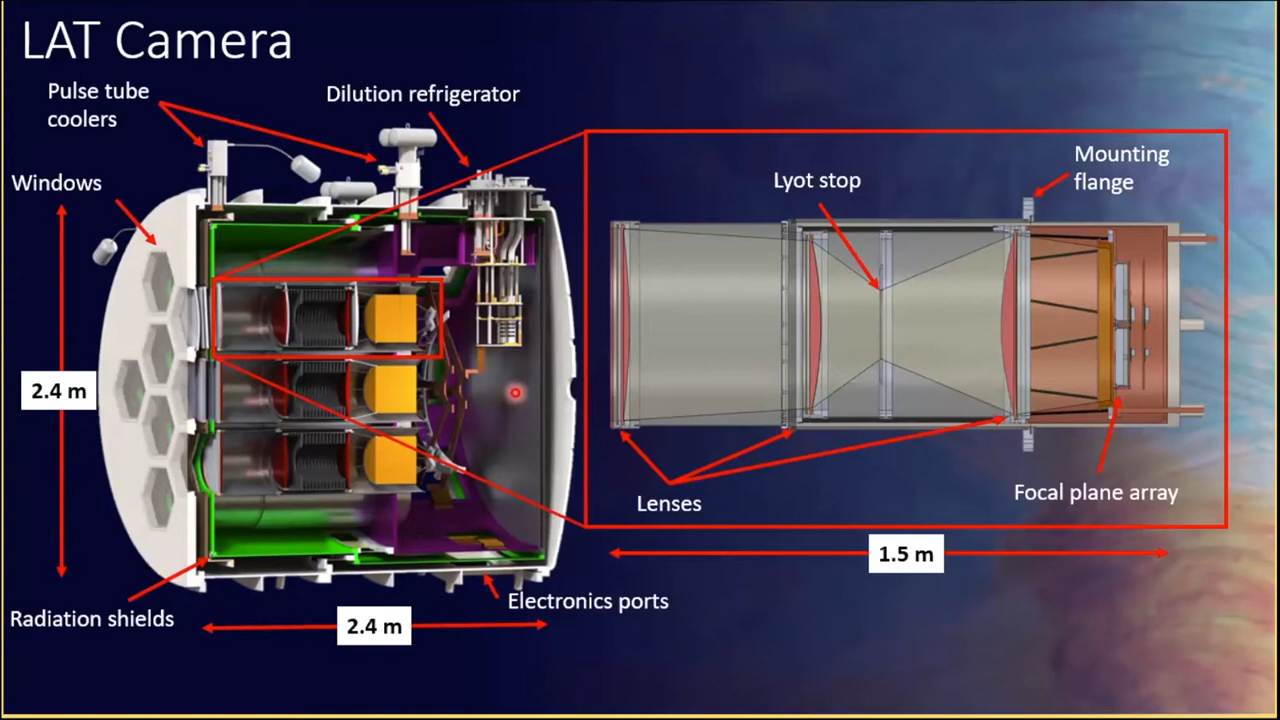 LAT Camera
Pulse tube
coolers
Dilution refrigerator
Windows
2.4 m
Radiation shields
2.4 m
Electronics ports
Lyot stop
Mounting
flange
Lenses
Focal plane array
1.5 m